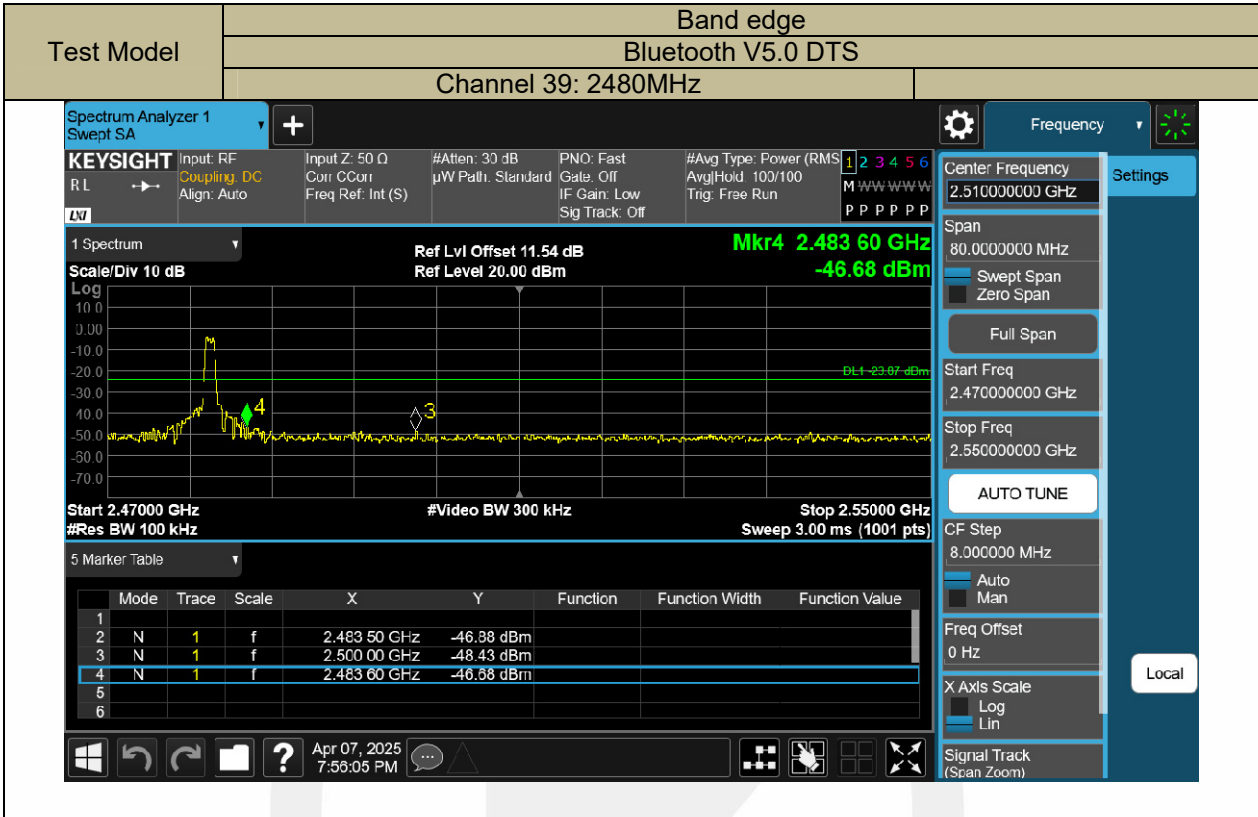 Test Model
Band edge
Bluetooth V5.0 DTS
Channel 39: 2480MHz
Spectrum Analyzer 1
Swept SA
+
Frequency
KEYSIGHT
RL
LXI
Input: RF
Coupling: DC
Align: Auto
Input Z: 50 Ω
Corr CCorr
Freq Ref: Int (S)
#Atten: 30 dB
µW Path: Standard
PNO: Fast
Gate: Off
IF Gain: Low
Sig Track: Off
#Avg Type: Power (RMS
Avg|Hold: 100/100
Trig: Free Run
1 2 3 4 5 6
M W W W W W
P P P P P P
1 Spectrum
Scale/Div 10 dB
Ref Lvl Offset 11.54 dB
Ref Level 20.00 dBm
Mkr4 2.483 60 GHz
-46.68 dBm
Log
10.0
0.00
-10.0
-20.0
-30.0
-40.0
-50.0
-60.0
-70.0
DL1 -23.87 dBm
4
3
Start 2.47000 GHz
#Res BW 100 kHz
#Video BW 300 kHz
Stop 2.55000 GHz
Sweep 3.00 ms (1001 pts)
5 Marker Table
Mode Trace Scale X Y Function Function Width Function Value
1
2 N 1 f 2.483 50 GHz -46.88 dBm
3 N 1 f 2.500 00 GHz -48.43 dBm
4 N 1 f 2.483 60 GHz -46.68 dBm
5
6
?
Apr 07, 2025
7:56:05 PM
Center Frequency
2.510000000 GHz
Settings
Span
80.0000000 MHz
Swept Span
Zero Span
Full Span
Start Freq
2.470000000 GHz
Stop Freq
2.550000000 GHz
AUTO TUNE
CF Step
8.000000 MHz
Auto
Man
Freq Offset
0 Hz
X Axis Scale
Log
Lin
Local
Signal Track
(Span Zoom)